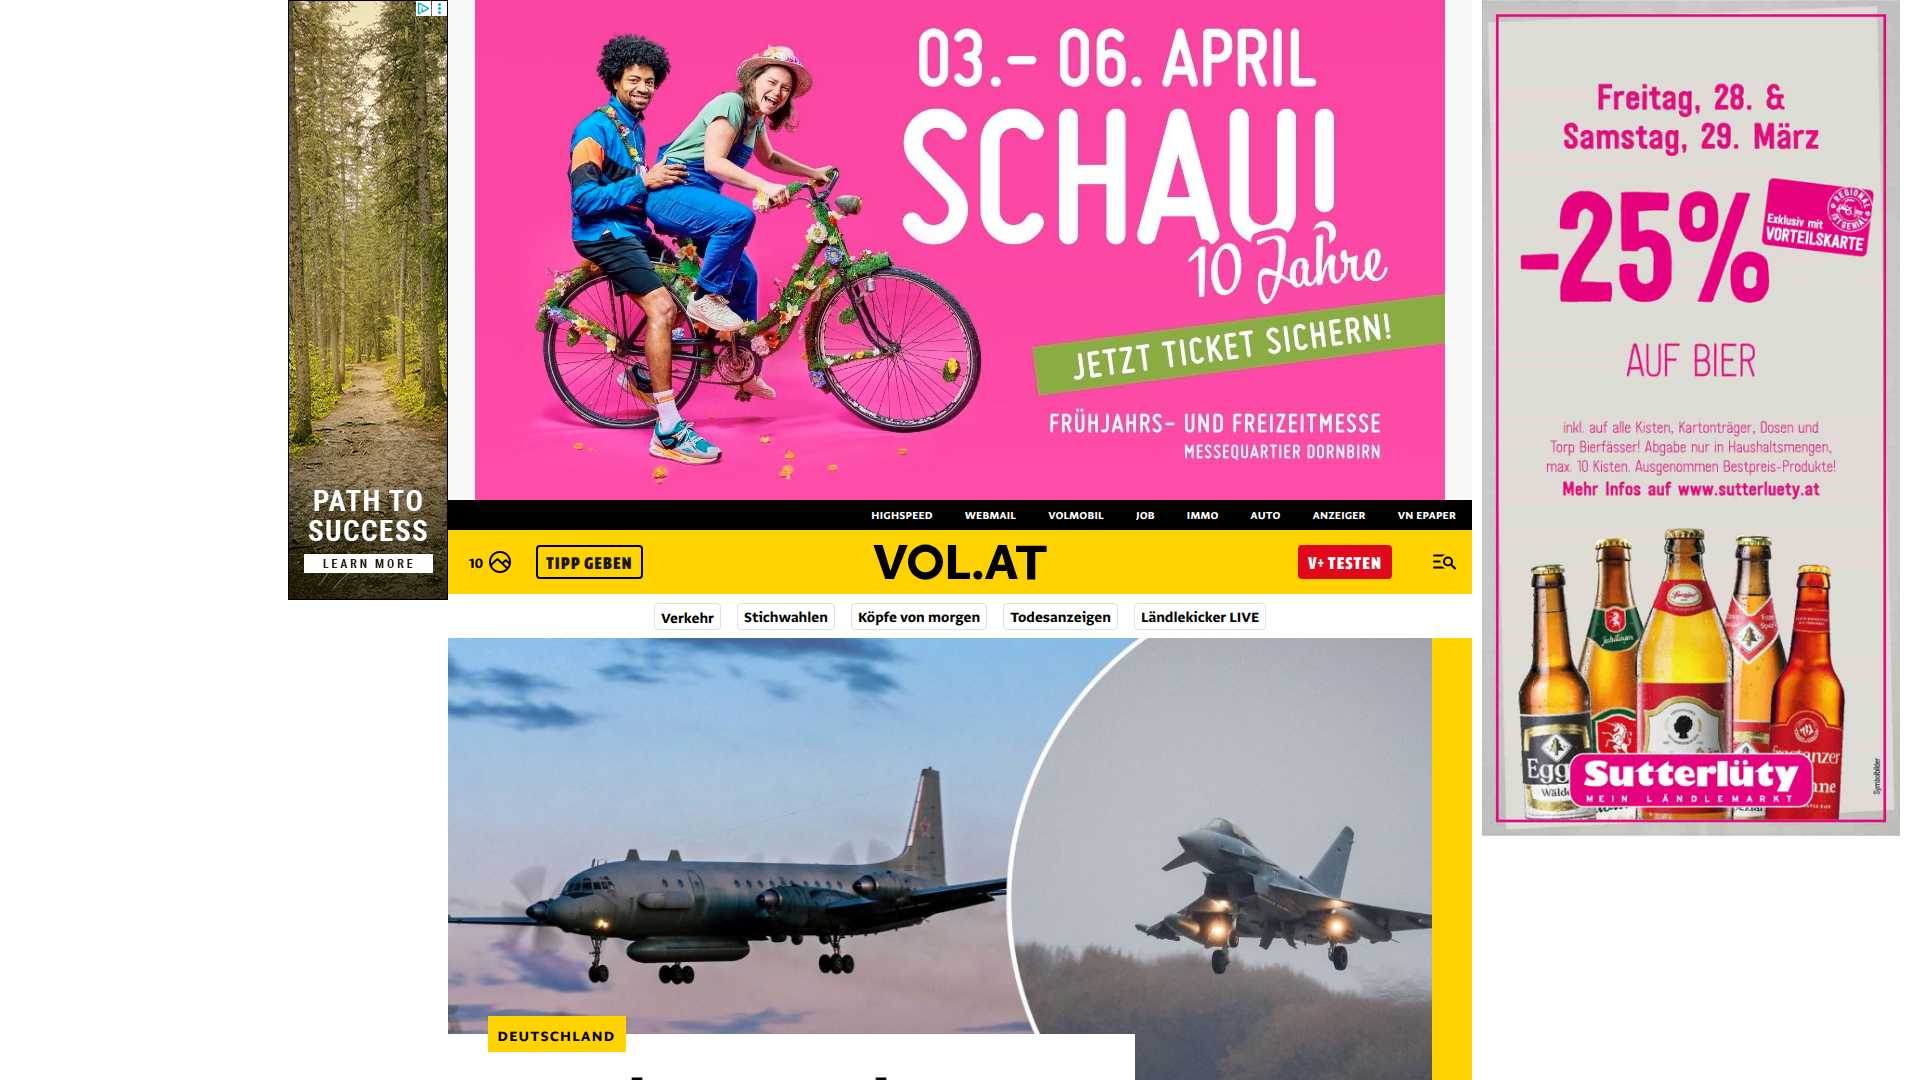 PATH TO
SUCCESS
LEARN MORE
03.– 06. APRIL
SCHAU!
10 Jahre
JETZT TICKET SICHERN!
FRÜHJAHRS- UND FREIZEITMESSE
MESSEQUARTIER DORNBIRN
Freitag, 28. &
Samstag, 29. März
-25%
REGIONAL
IST GENIAL
Exklusiv mit
VORTEILSKARTE
AUF BIER
inkl. auf alle Kisten, Kartonträger, Dosen und
Torp Bierfässer! Abgabe nur in Haushaltsmengen,
max. 10 Kisten. Ausgenommen Bestpreis-Produkte!
Mehr Infos auf www.sutterluety.at
Sutterlüty
MEIN LÄNDLEMARKT
Symbolbilder
HIGHSPEED WEBMAIL VOLMOBIL JOB IMMO AUTO ANZEIGER VN EPAPER
10 TIPP GEBEN VOL.AT V+ TESTEN
Verkehr Stichwahlen Köpfe von morgen Todesanzeigen Ländlekicker LIVE
DEUTSCHLAND